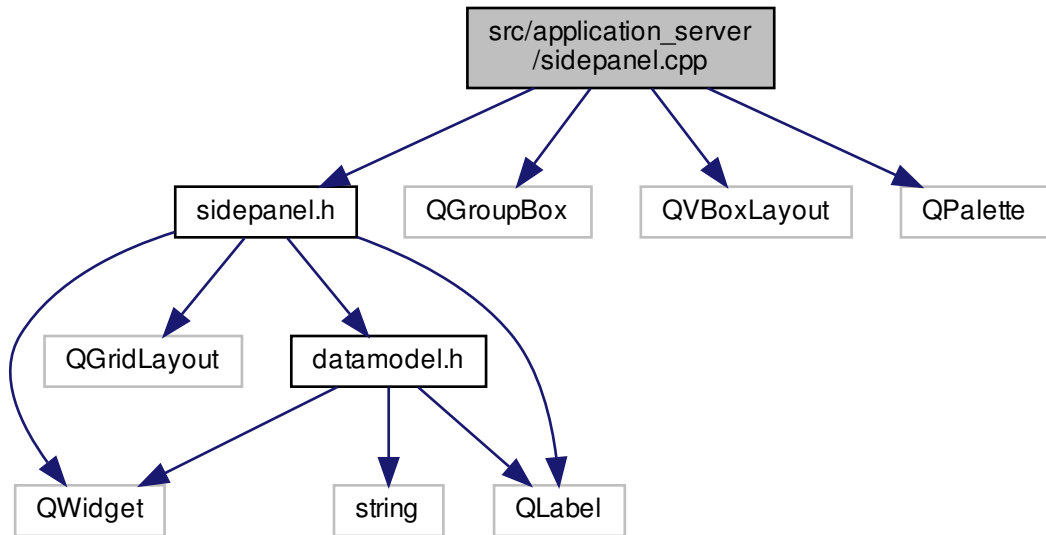 src/application_server
/sidepanel.cpp
sidepanel.h
QGroupBox
QVBoxLayout
QPalette
QGridLayout
datamodel.h
QWidget
string
QLabel